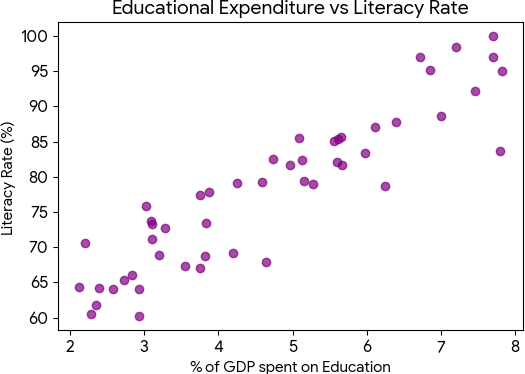 Educational Expenditure vs Literacy Rate
100
95
90
85
80
75
70
65
60
Literacy Rate (%)
2 3 4 5 6 7 8
% of GDP spent on Education